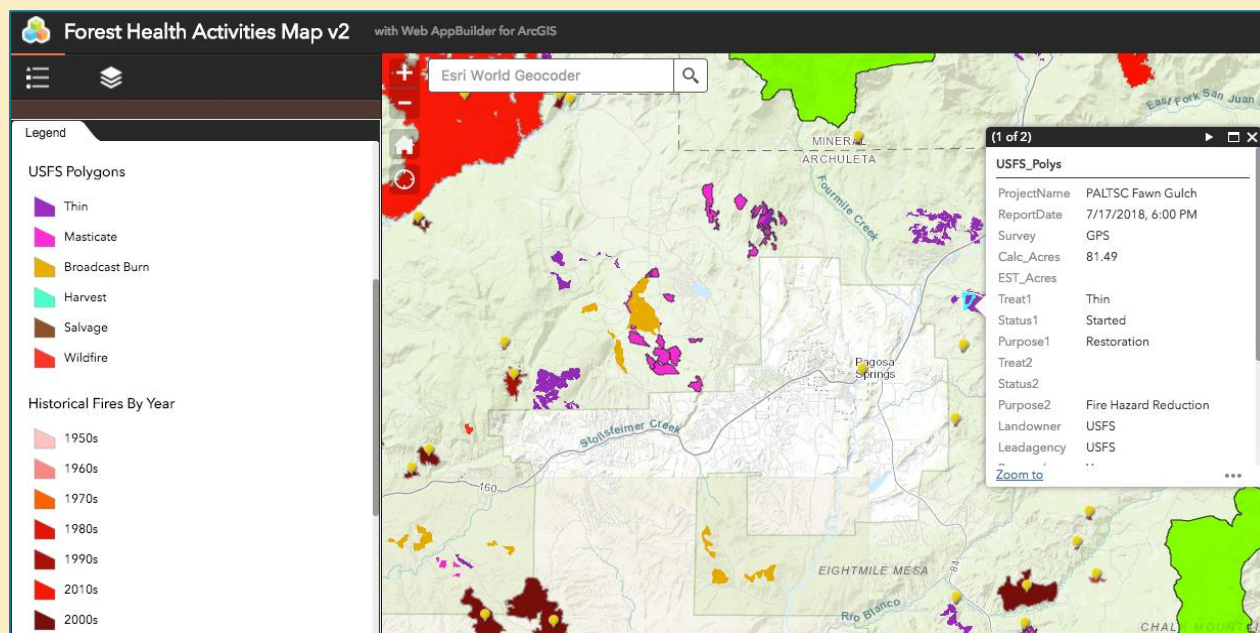 Forest Health Activities Map v2 with Web AppBuilder for ArcGIS
Legend
USFS Polygons
Thin
Masticate
Broadcast Burn
Harvest
Salvage
Wildfire
Historical Fires By Year
1950s
1960s
1970s
1980s
1990s
2010s
2000s
+
Esri World Geocoder
−
East Fork San Juan
MINERAL
ARCHULETA
Fourmile Creek
Pagosa
Springs
Stollsteimer Creek
160
84
EIGHTMILE MESA
Rio Blanco
CHALK MOUNTAIN
(1 of 2)
USFS_Polys
ProjectName PALTSC Fawn Gulch
ReportDate 7/17/2018, 6:00 PM
Survey GPS
Calc_Acres 81.49
EST_Acres
Treat1 Thin
Status1 Started
Purpose1 Restoration
Treat2
Status2
Purpose2 Fire Hazard Reduction
Landowner USFS
Leadagency USFS
Zoom to